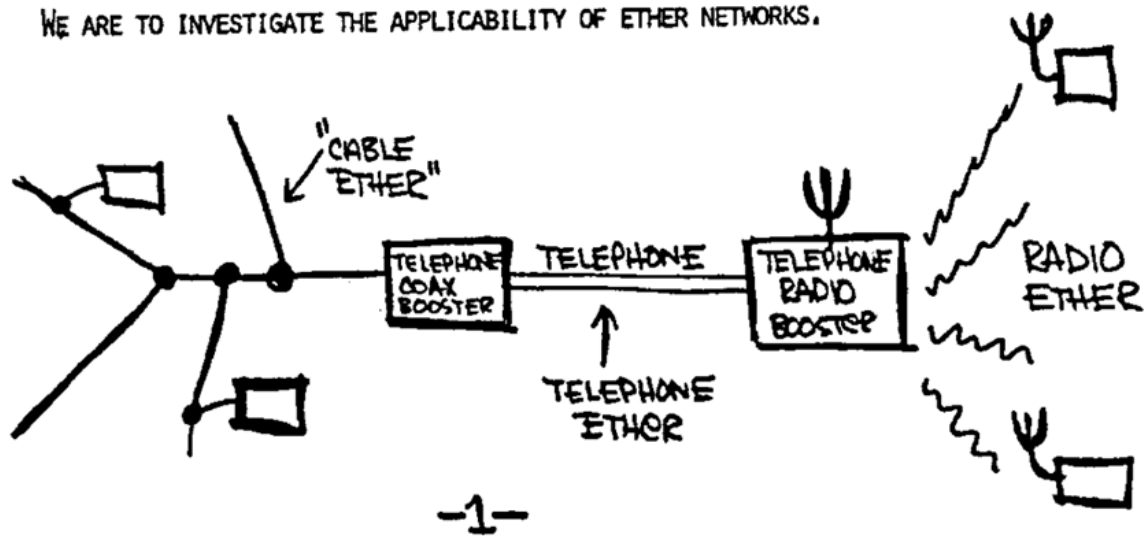 WE ARE TO INVESTIGATE THE APPLICABILITY OF ETHER NETWORKS.
"CABLE
ETHER"
TELEPHONE
COAX
BOOSTER
TELEPHONE
TELEPHONE
ETHER
TELEPHONE
RADIO
BOOSTER
RADIO
ETHER
-1-